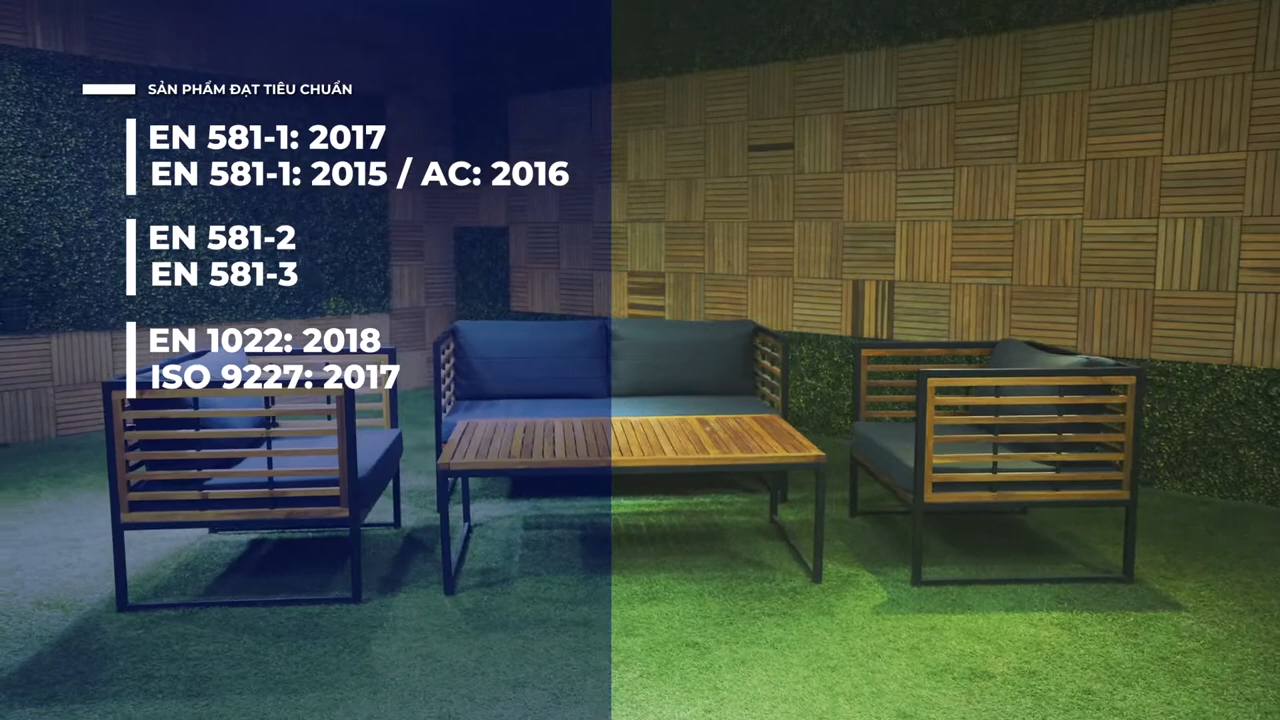 SẢN PHẨM ĐẠT TIÊU CHUẨN
EN 581-1: 2017
EN 581-1: 2015 / AC: 2016
EN 581-2
EN 581-3
EN 1022: 2018
ISO 9227: 2017